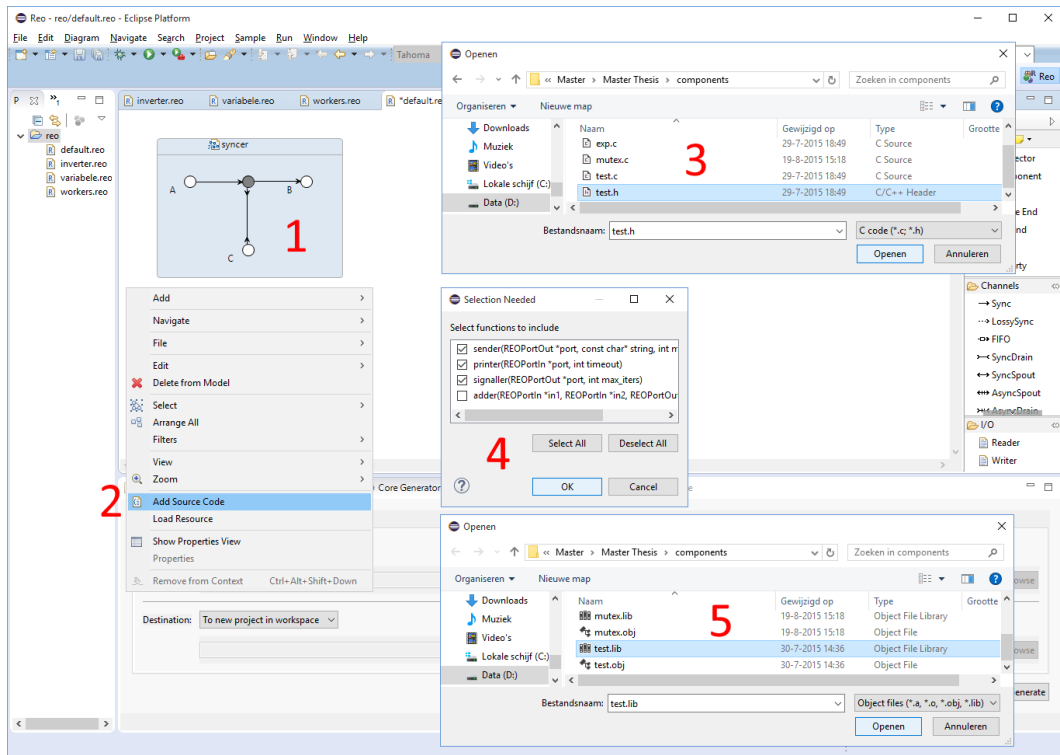 Reo - reo/default.reo - Eclipse Platform
File Edit Diagram Navigate Search Project Sample Run Window Help
Tahoma
Reo
P
inverter.reo
variabele.reo
workers.reo
*default.re
reo
default.reo
inverter.reo
variabele.reo
workers.reo
syncer
A
B
C
1
Add
Navigate
File
Edit
Delete from Model
Select
Arrange All
Filters
View
Zoom
2
Add Source Code
Load Resource
Show Properties View
Properties
Remove from Context Ctrl+Alt+Shift+Down
Core Generator
Destination: To new project in workspace
Openen
« Master > Master Thesis > components
Zoeken in components
Organiseren Nieuwe map
Downloads
Muziek
Video's
Lokale schijf (C:)
Data (D:)
Naam Gewijzigd op Type Grootte
exp.c 29-7-2015 18:49 C Source
mutex.c 19-8-2015 15:18 C Source
test.c 29-7-2015 18:49 C Source
test.h 29-7-2015 18:49 C/C++ Header
3
Bestandsnaam: test.h C code (*.c; *.h)
Openen Annuleren
Selection Needed
Select functions to include
sender(REOPortOut *port, const char* string, int m
printer(REOPortIn *port, int timeout)
signaller(REOPortOut *port, int max_iters)
adder(REOPortIn *in1, REOPortIn *in2, REOPortOu
4
Select All Deselect All
OK Cancel
Openen
« Master > Master Thesis > components
Zoeken in components
Organiseren Nieuwe map
Downloads
Muziek
Video's
Lokale schijf (C:)
Data (D:)
Naam Gewijzigd op Type Grootte
mutex.lib 19-8-2015 15:18 Object File Library
mutex.obj 19-8-2015 15:18 Object File
test.lib 30-7-2015 14:36 Object File Library
test.obj 30-7-2015 14:36 Object File
5
Bestandsnaam: test.lib Object files (*.a, *.o, *.obj, *.lib)
Openen Annuleren
ector
onent
e End
nd
rty
Channels
Sync
LossySync
FIFO
SyncDrain
SyncSpout
AsyncSpout
AsyncDrain
I/O
Reader
Writer
owse
owse
enerate